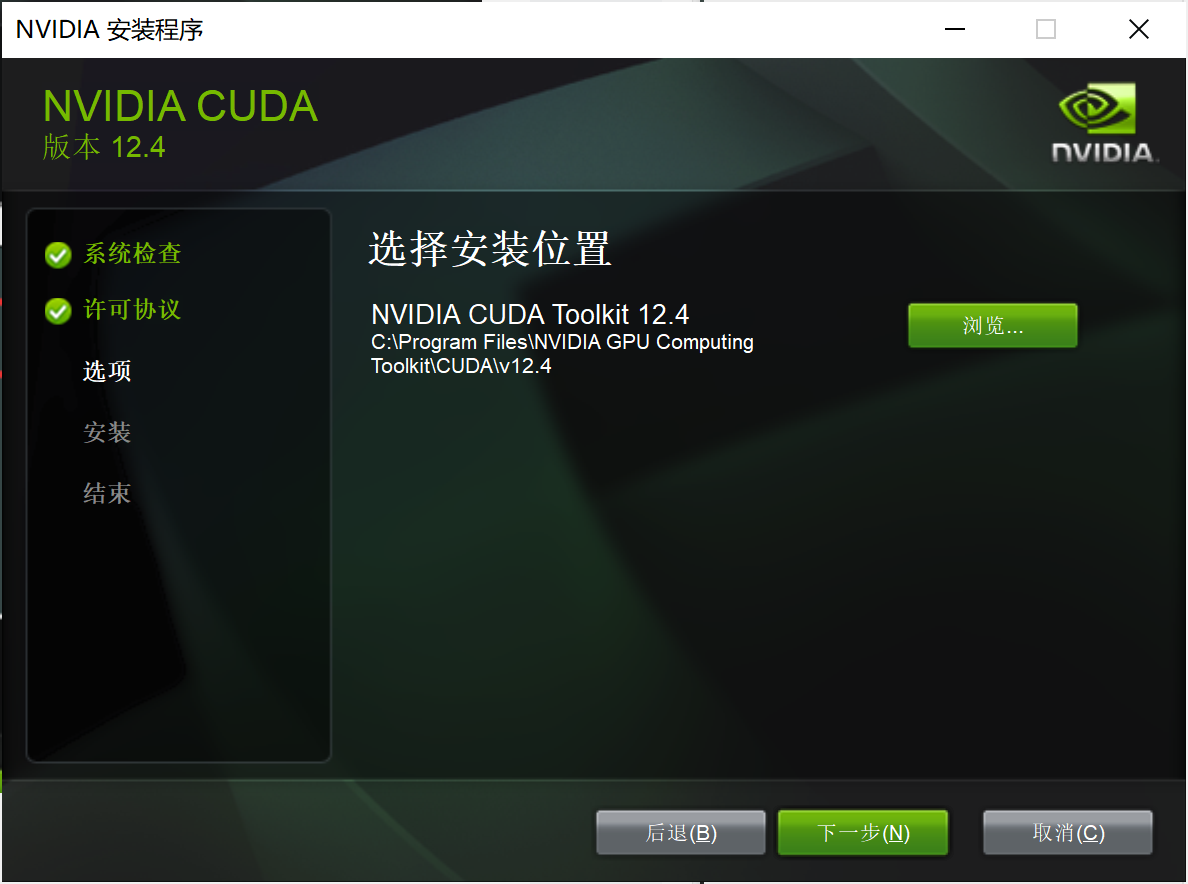 NVIDIA 安装程序
NVIDIA CUDA
版本 12.4
NVIDIA.
系统检查
许可协议
选项
安装
结束
选择安装位置
NVIDIA CUDA Toolkit 12.4
C:\Program Files\NVIDIA GPU Computing
Toolkit\CUDA\v12.4
浏览...
后退(B)
下一步(N)
取消(C)